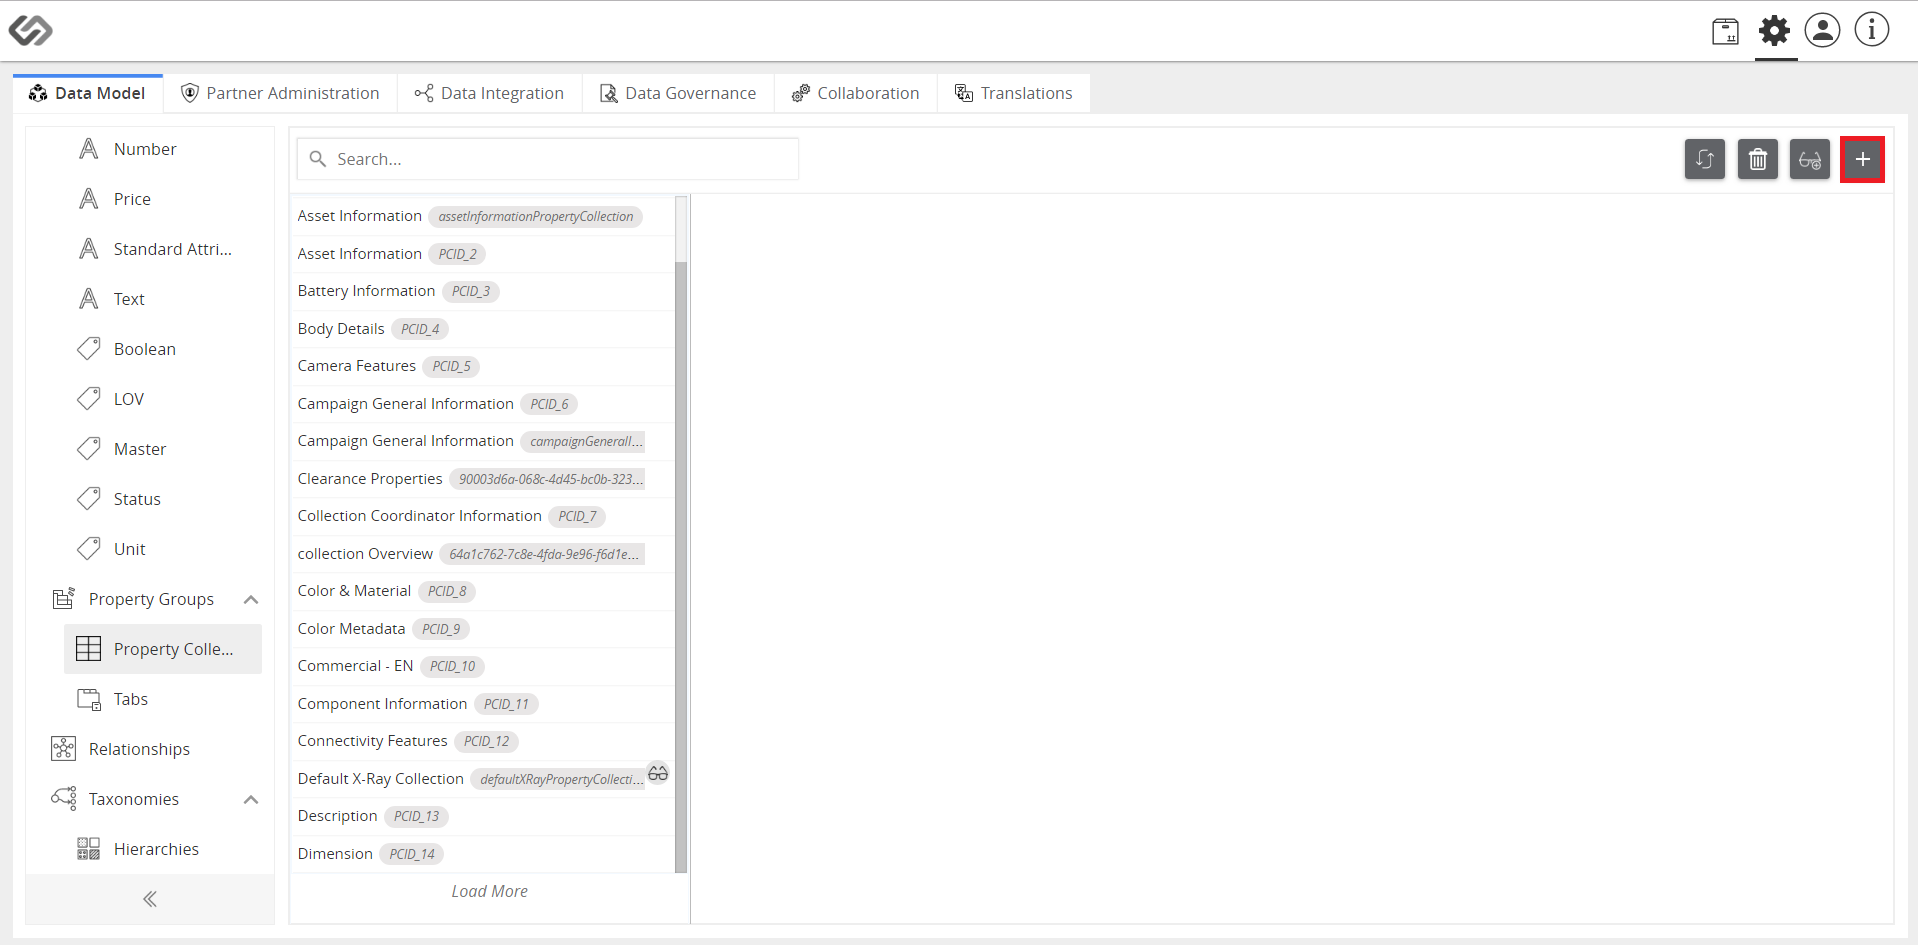 Data Model
Partner Administration
Data Integration
Data Governance
Collaboration
Translations
Number
Price
Standard Attri...
Text
Boolean
LOV
Master
Status
Unit
Property Groups
Property Colle...
Tabs
Relationships
Taxonomies
Hierarchies
Search...
Asset Information assetInformationPropertyCollection
Asset Information PCID_2
Battery Information PCID_3
Body Details PCID_4
Camera Features PCID_5
Campaign General Information PCID_6
Campaign General Information campaignGeneralI...
Clearance Properties 90003d6a-068c-4d45-bc0b-323...
Collection Coordinator Information PCID_7
collection Overview 64a1c762-7c8e-4fda-9e96-f6d1e...
Color & Material PCID_8
Color Metadata PCID_9
Commercial - EN PCID_10
Component Information PCID_11
Connectivity Features PCID_12
Default X-Ray Collection defaultXRayPropertyCollecti...
Description PCID_13
Dimension PCID_14
Load More